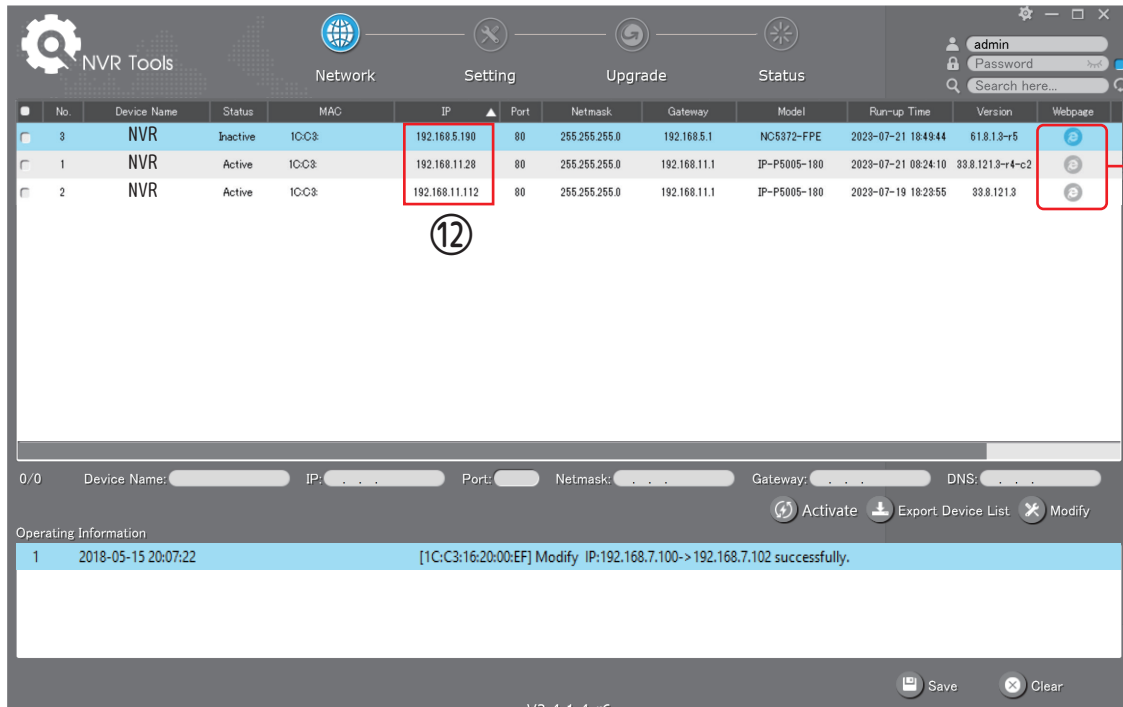 NVR Tools
Network Setting Upgrade Status
admin
Password
Search here...
No. Device Name Status MAC IP Port Netmask Gateway Model Run-up Time Version Webpage
3 NVR Inactive 1C:C3: 192.168.5.190 80 255.255.255.0 192.168.5.1 NC5372-FPE 2023-07-21 18:49:44 61.8.1.3-r5
1 NVR Active 1C:C3: 192.168.11.28 80 255.255.255.0 192.168.11.1 IP-P5005-180 2023-07-21 08:24:10 33.8.121.3-r4-c2
2 NVR Active 1C:C3: 192.168.11.112 80 255.255.255.0 192.168.11.1 IP-P5005-180 2023-07-19 18:23:55 33.8.121.3
⑫
0/0 Device Name: IP: . . . Port: Netmask: . . . Gateway: . . . DNS: . . .
Activate Export Device List Modify
Operating Information
1 2018-05-15 20:07:22 [1C:C3:16:20:00:EF] Modify IP:192.168.7.100->192.168.7.102 successfully.
Save Clear